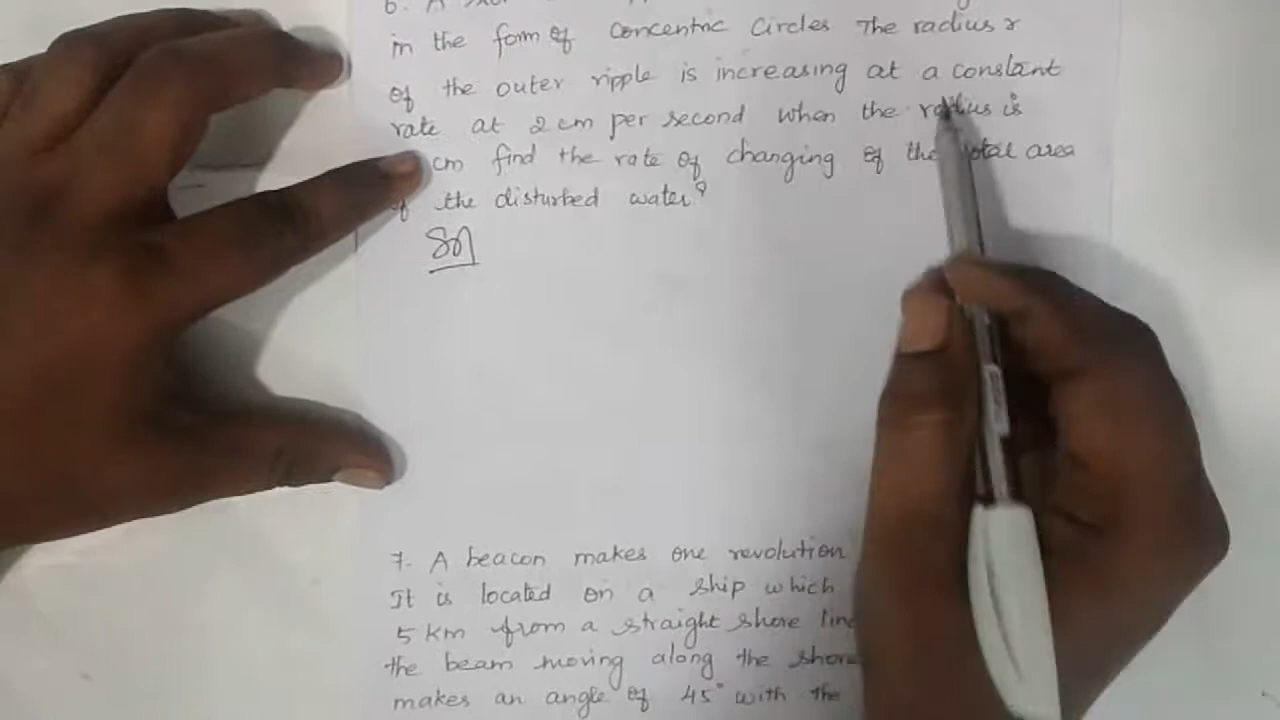 6. A
in the form of concentric circles The radius r
of the outer ripple is increasing at a constant
rate at 2 cm per second when the radius is
cm find the rate of changing of the total area
of the disturbed water?
Sol
7. A beacon makes one revolution
It is located on a ship which
5 km from a straight shore line
the beam moving along the shore
makes an angle of 45° with the